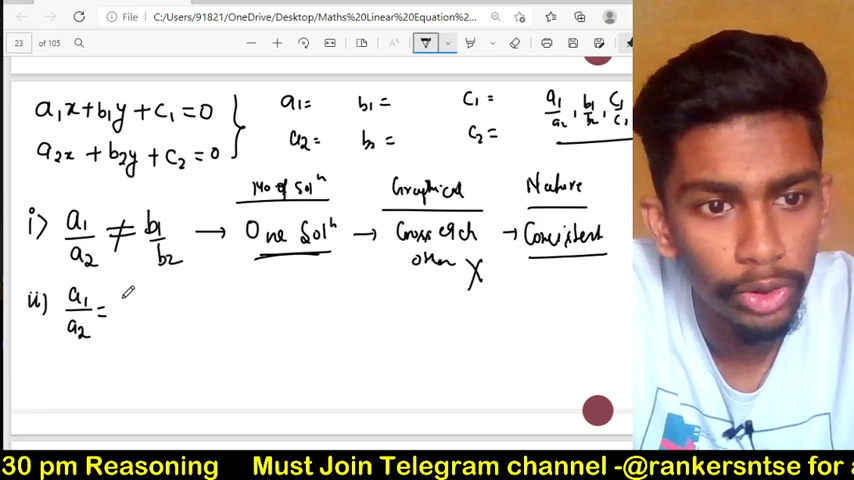 File | C:/Users/91821/OneDrive/Desktop/Maths%20Linear%20Equation%2...
23 of 105
a₁x + b₁y + c₁ = 0
a₂x + b₂y + c₂ = 0
a₁= b₁= c₁=
a₂= b₂= c₂=
a₁/a₂, b₁/b₂, c₁/c₂
No of Solⁿ Graphical Nature
i) a₁/a₂ ≠ b₁/b₂ → One Solⁿ → Cross each other → Consistent
ii) a₁/a₂ =
30 pm Reasoning Must Join Telegram channel -@rankersntse for a